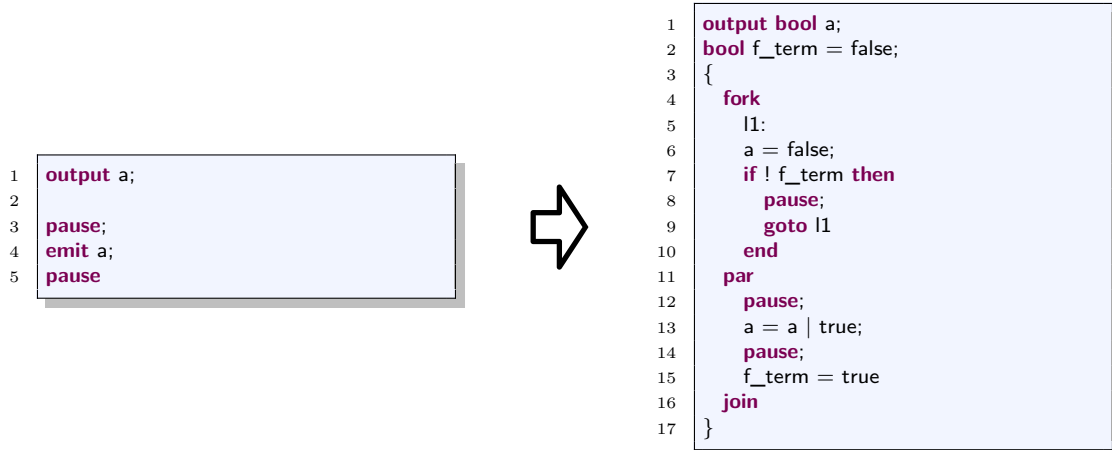 1 output a;
2
3 pause;
4 emit a;
5 pause
1 output bool a;
2 bool f_term = false;
3 {
4 fork
5 l1:
6 a = false;
7 if ! f_term then
8 pause;
9 goto l1
10 end
11 par
12 pause;
13 a = a | true;
14 pause;
15 f_term = true
16 join
17 }